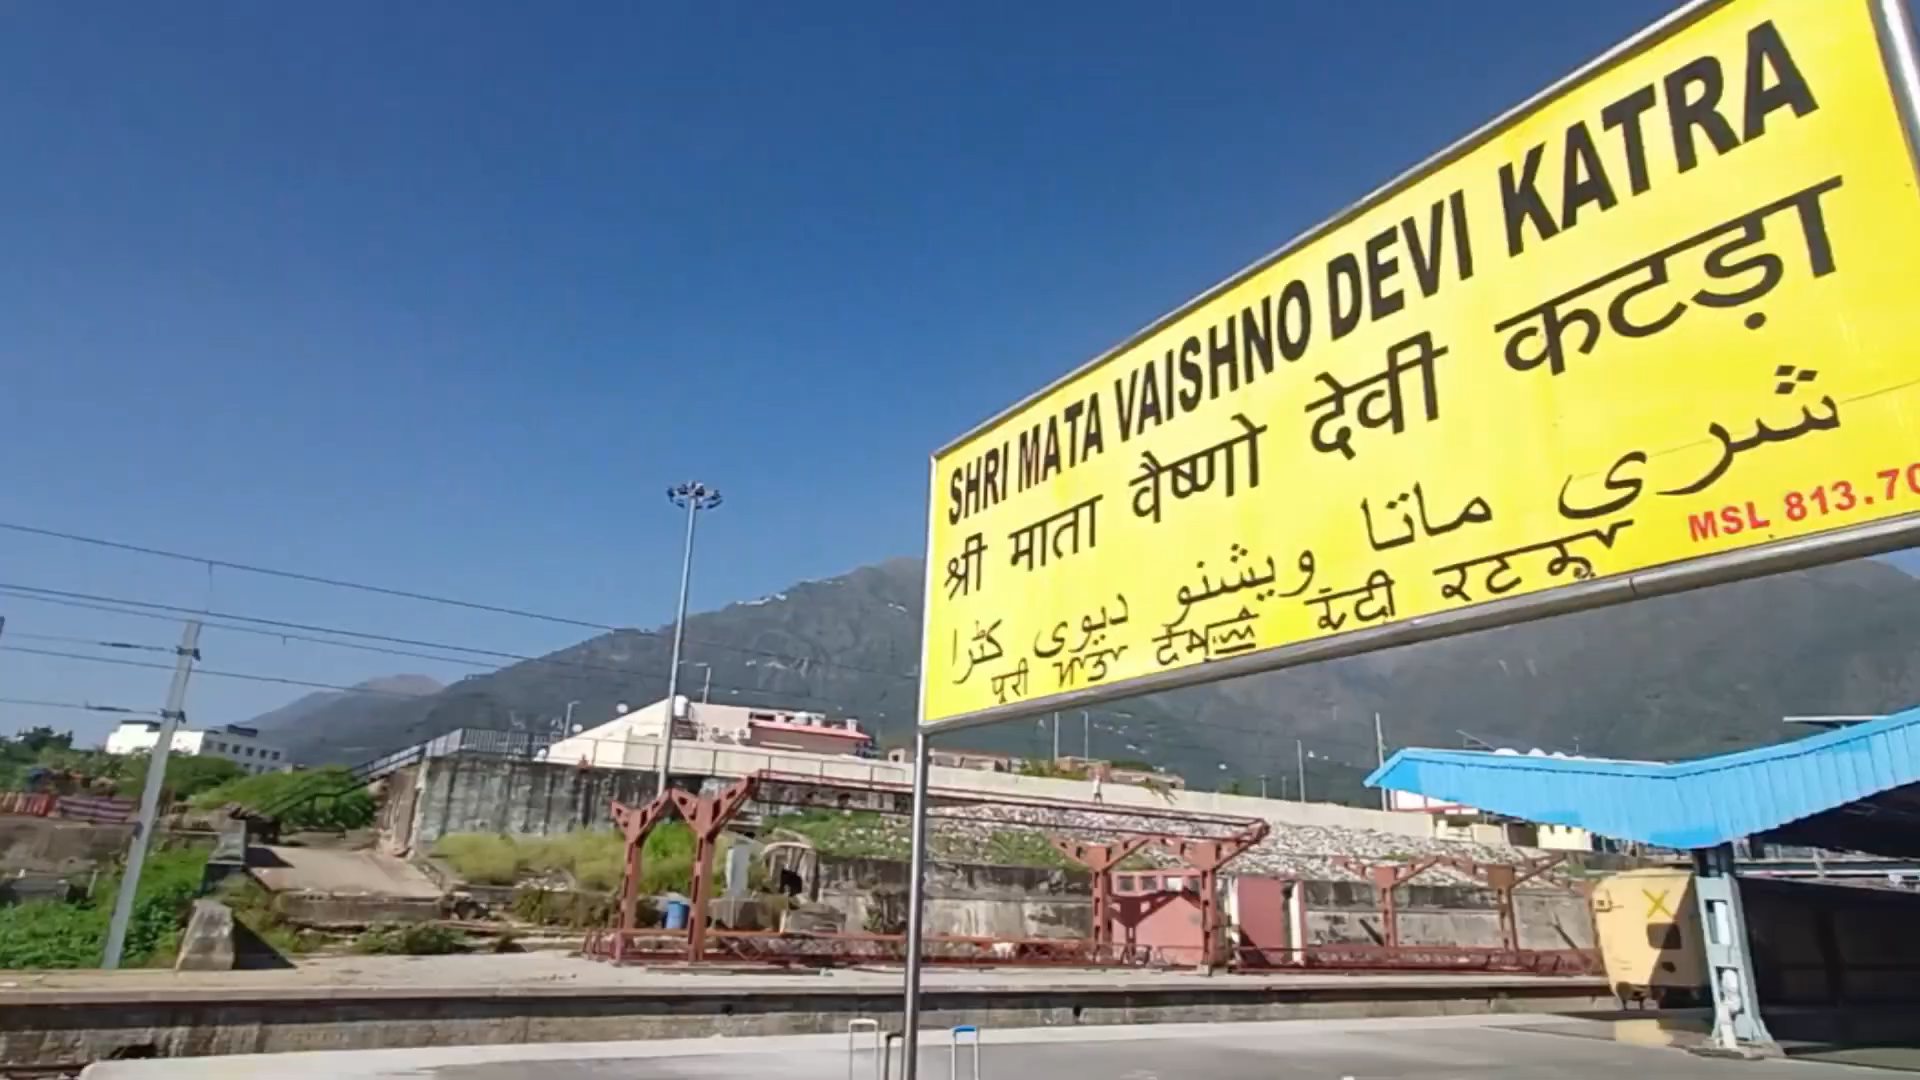 SHRI MATA VAISHNO DEVI KATRA
श्री माता वैष्णो देवी कटड़ा
شری ماتا ویشنو دیوی کٹرا
MSL 813.70